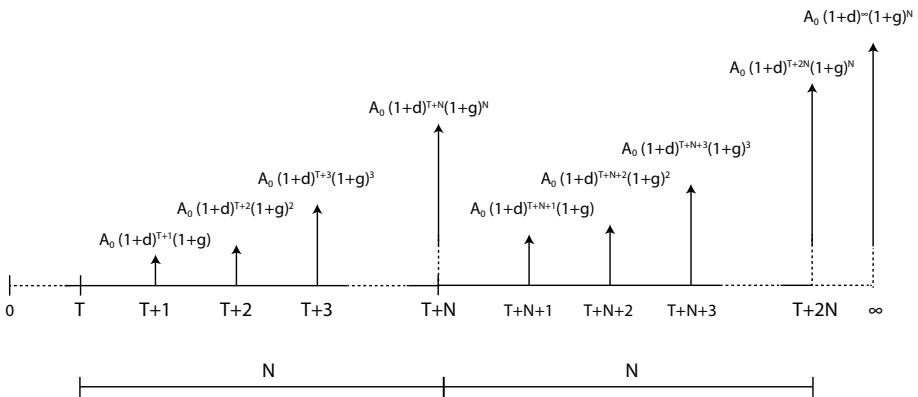 A₀ (1+d)^∞(1+g)^N
A₀ (1+d)^T+2N(1+g)^N
A₀ (1+d)^T+N(1+g)^N
A₀ (1+d)^T+N+3(1+g)^3
A₀ (1+d)^T+3(1+g)^3
A₀ (1+d)^T+N+2(1+g)^2
A₀ (1+d)^T+2(1+g)^2
A₀ (1+d)^T+N+1(1+g)
A₀ (1+d)^T+1(1+g)
0 T T+1 T+2 T+3 T+N T+N+1 T+N+2 T+N+3 T+2N ∞
N N